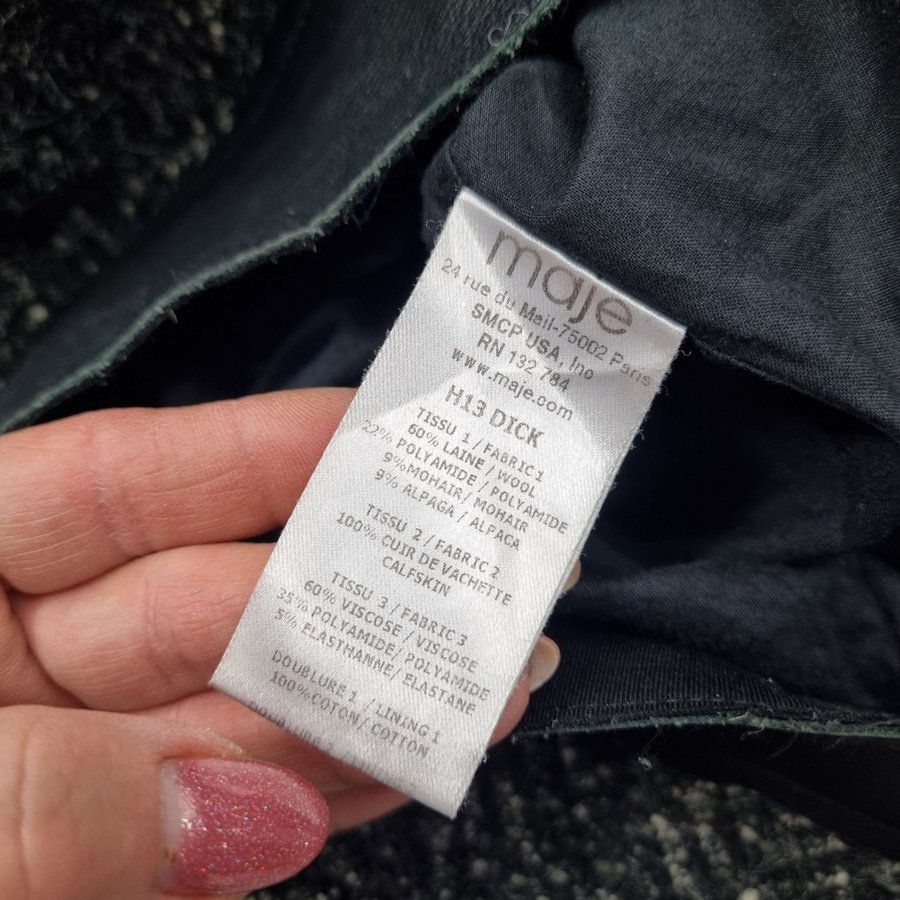 maje
24 rue du Mail-75002 Paris
SMCP USA, Inc
RN 132 784
www.maje.com
H13 DICK
TISSU 1 / FABRIC 1
60% LAINE / WOOL
22% POLYAMIDE / POLYAMIDE
9% MOHAIR / MOHAIR
9% ALPAGA / ALPACA
TISSU 2 / FABRIC 2
100% CUIR DE VACHETTE
CALFSKIN
TISSU 3 / FABRIC 3
60% VISCOSE / VISCOSE
35% POLYAMIDE/ POLYAMIDE
5% ELASTHANNE/ ELASTANE
DOUBLURE 1 / LINING 1
100% COTON/ COTTON
DOUBLURE 2